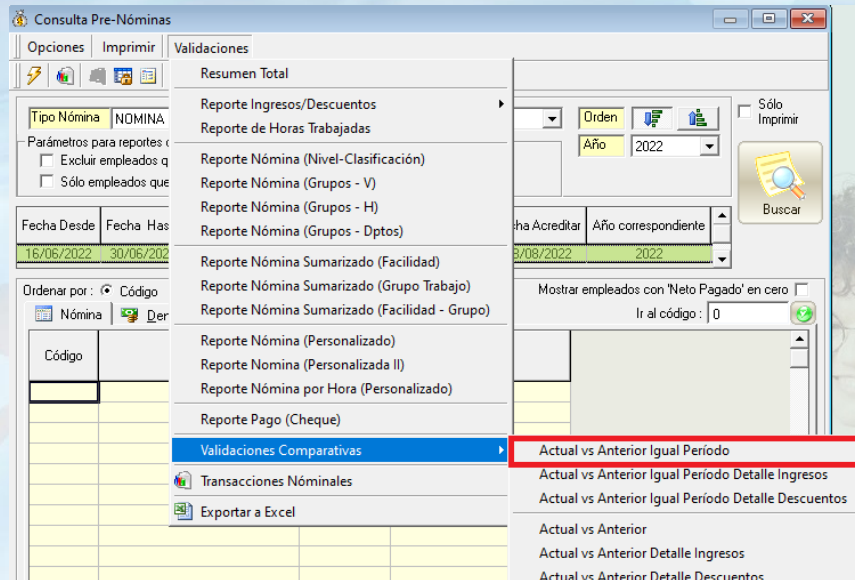 Consulta Pre-Nóminas
Opciones Imprimir Validaciones
Resumen Total
Reporte Ingresos/Descuentos
Reporte de Horas Trabajadas
Reporte Nómina (Nivel-Clasificación)
Reporte Nómina (Grupos - V)
Reporte Nómina (Grupos - H)
Reporte Nómina (Grupos - Dptos)
Reporte Nómina Sumarizado (Facilidad)
Reporte Nómina Sumarizado (Grupo Trabajo)
Reporte Nómina Sumarizado (Facilidad - Grupo)
Reporte Nómina (Personalizado)
Reporte Nomina (Personalizada II)
Reporte Nómina por Hora (Personalizado)
Reporte Pago (Cheque)
Validaciones Comparativas
Transacciones Nóminales
Exportar a Excel
Actual vs Anterior Igual Período
Actual vs Anterior Igual Período Detalle Ingresos
Actual vs Anterior Igual Período Detalle Descuentos
Actual vs Anterior
Actual vs Anterior Detalle Ingresos
Actual vs Anterior Detalle Descuentos
Tipo Nómina NOMINA
Orden
Sólo
Imprimir
Año 2022
Parámetros para reportes
Excluir empleados q
Sólo empleados que
Buscar
Fecha Desde Fecha Has ha Acreditar Año correspondiente
16/06/2022 30/06/202 8/08/2022 2022
Ordenar por : Código
Mostrar empleados con 'Neto Pagado' en cero
Nómina Der
Ir al código : 0
Código